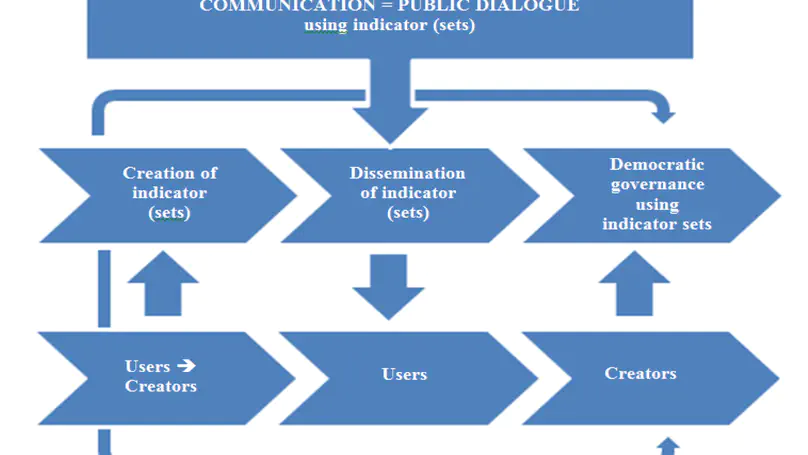 COMMUNICATION = PUBLIC DIALOGUE
using indicator (sets)
Creation of
indicator
(sets)
Dissemination
of indicator
(sets)
Democratic
governance
using
indicator sets
Users ➔
Creators
Users
Creators